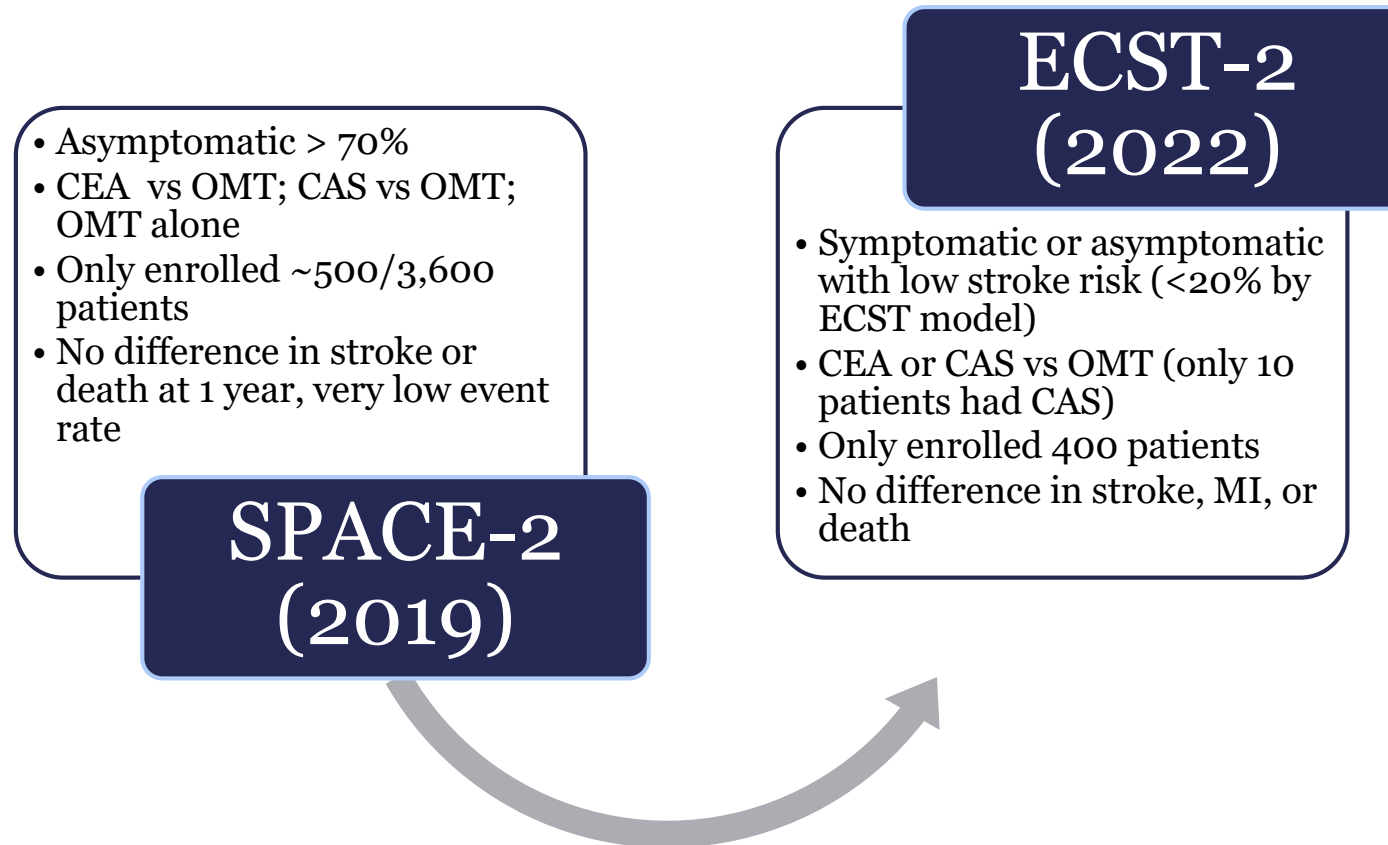 • Asymptomatic > 70%
• CEA  vs OMT; CAS vs OMT;
OMT alone
• Only enrolled ~500/3,600
patients
• No difference in stroke or
death at 1 year, very low event
rate
SPACE-2
(2019)
ECST-2
(2022)
• Symptomatic or asymptomatic
with low stroke risk (<20% by
ECST model)
• CEA or CAS vs OMT (only 10
patients had CAS)
• Only enrolled 400 patients
• No difference in stroke, MI, or
death